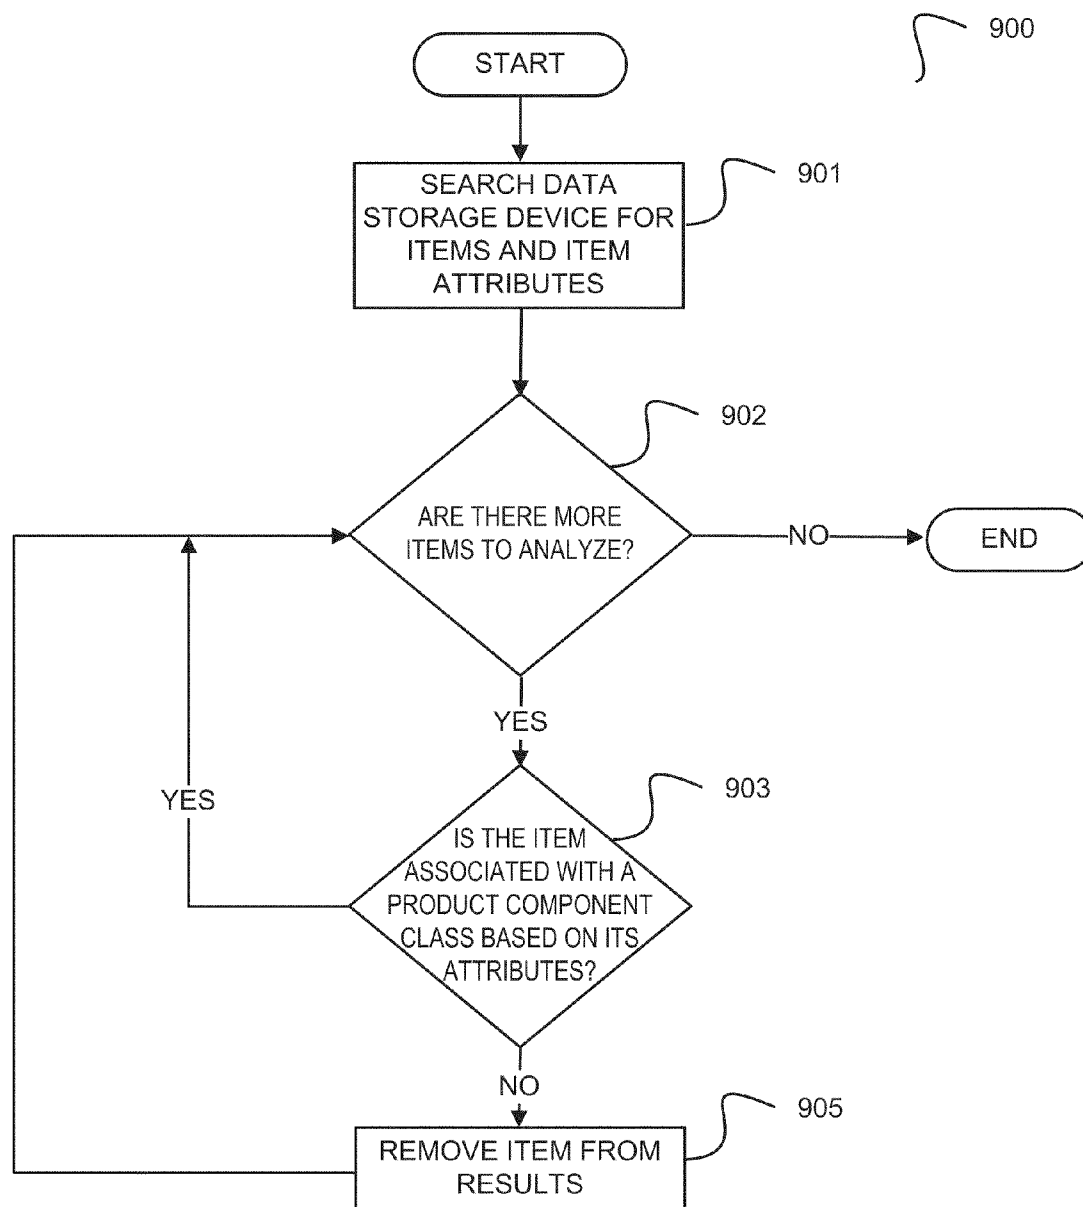 900
START
901
SEARCH DATA
STORAGE DEVICE FOR
ITEMS AND ITEM
ATTRIBUTES
902
ARE THERE MORE
ITEMS TO ANALYZE?
NO
END
YES
903
YES
IS THE ITEM
ASSOCIATED WITH A
PRODUCT COMPONENT
CLASS BASED ON ITS
ATTRIBUTES?
NO
905
REMOVE ITEM FROM
RESULTS